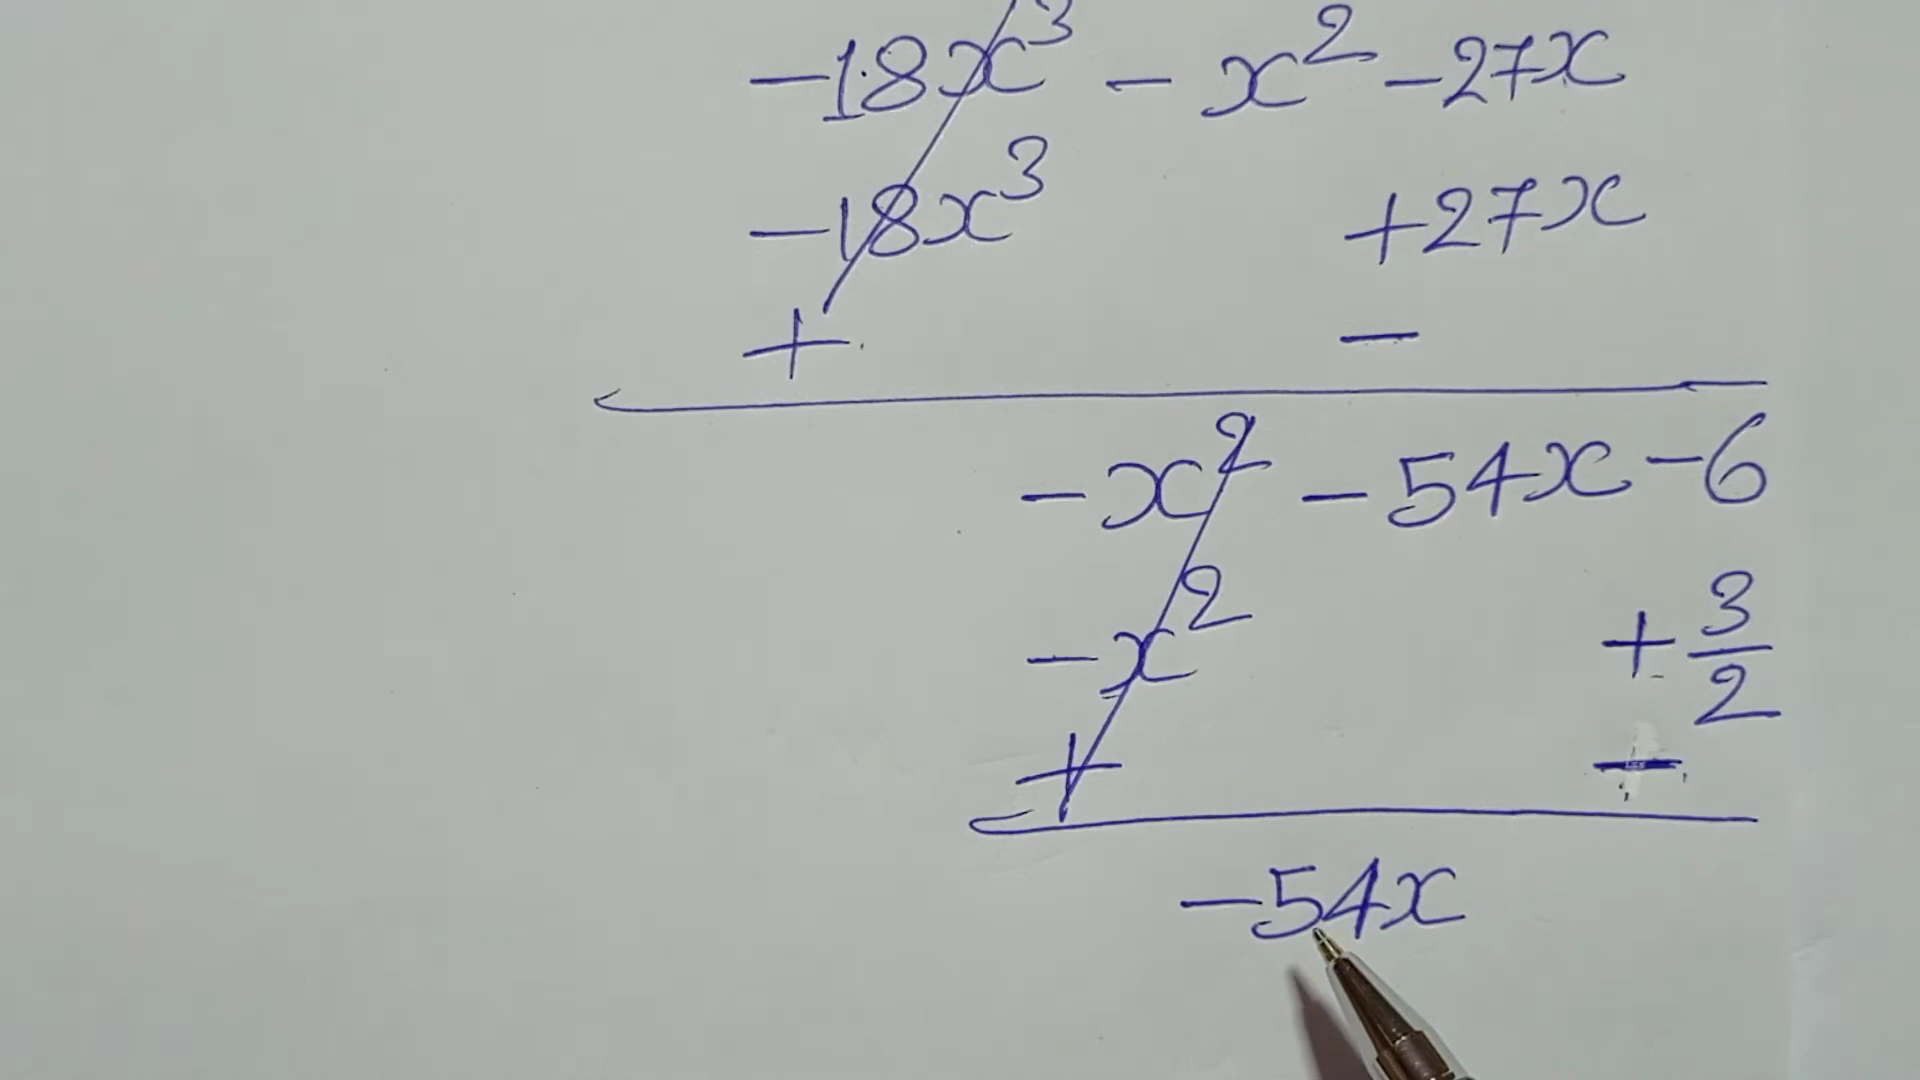 -18x³ - x² - 27x
-18x³ +27x
+ -
-x² - 54x - 6
-x² + 3/2
+ -
-54x